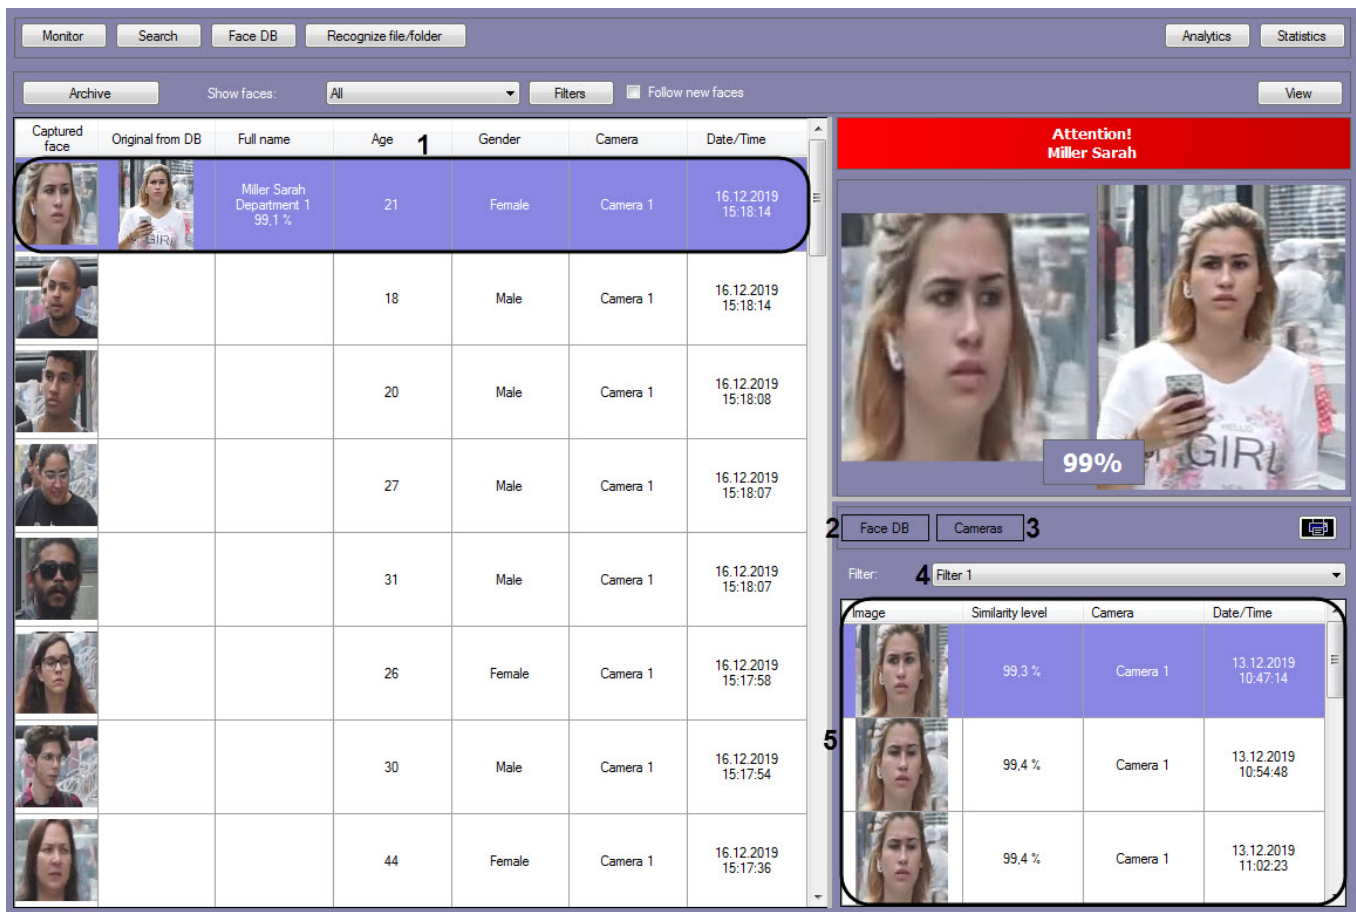 Monitor Search Face DB Recognize file/folder Analytics Statistics
Archive Show faces: All Filters Follow new faces View
Captured
face
Original from DB Full name Age 1 Gender Camera Date/Time
Miller Sarah
Department 1
99,1 %
21 Female Camera 1 16.12.2019
15:18:14
18 Male Camera 1 16.12.2019
15:18:14
20 Male Camera 1 16.12.2019
15:18:08
27 Male Camera 1 16.12.2019
15:18:07
31 Male Camera 1 16.12.2019
15:18:07
26 Female Camera 1 16.12.2019
15:17:58
30 Male Camera 1 16.12.2019
15:17:54
44 Female Camera 1 16.12.2019
15:17:36
Attention!
Miller Sarah
GIRL
99%
2 Face DB Cameras 3
Filter: 4 Filter 1
Image Similarity level Camera Date/Time
99,3 % Camera 1 13.12.2019
10:47:14
5
99,4 % Camera 1 13.12.2019
10:54:48
99,4 % Camera 1 13.12.2019
11:02:23